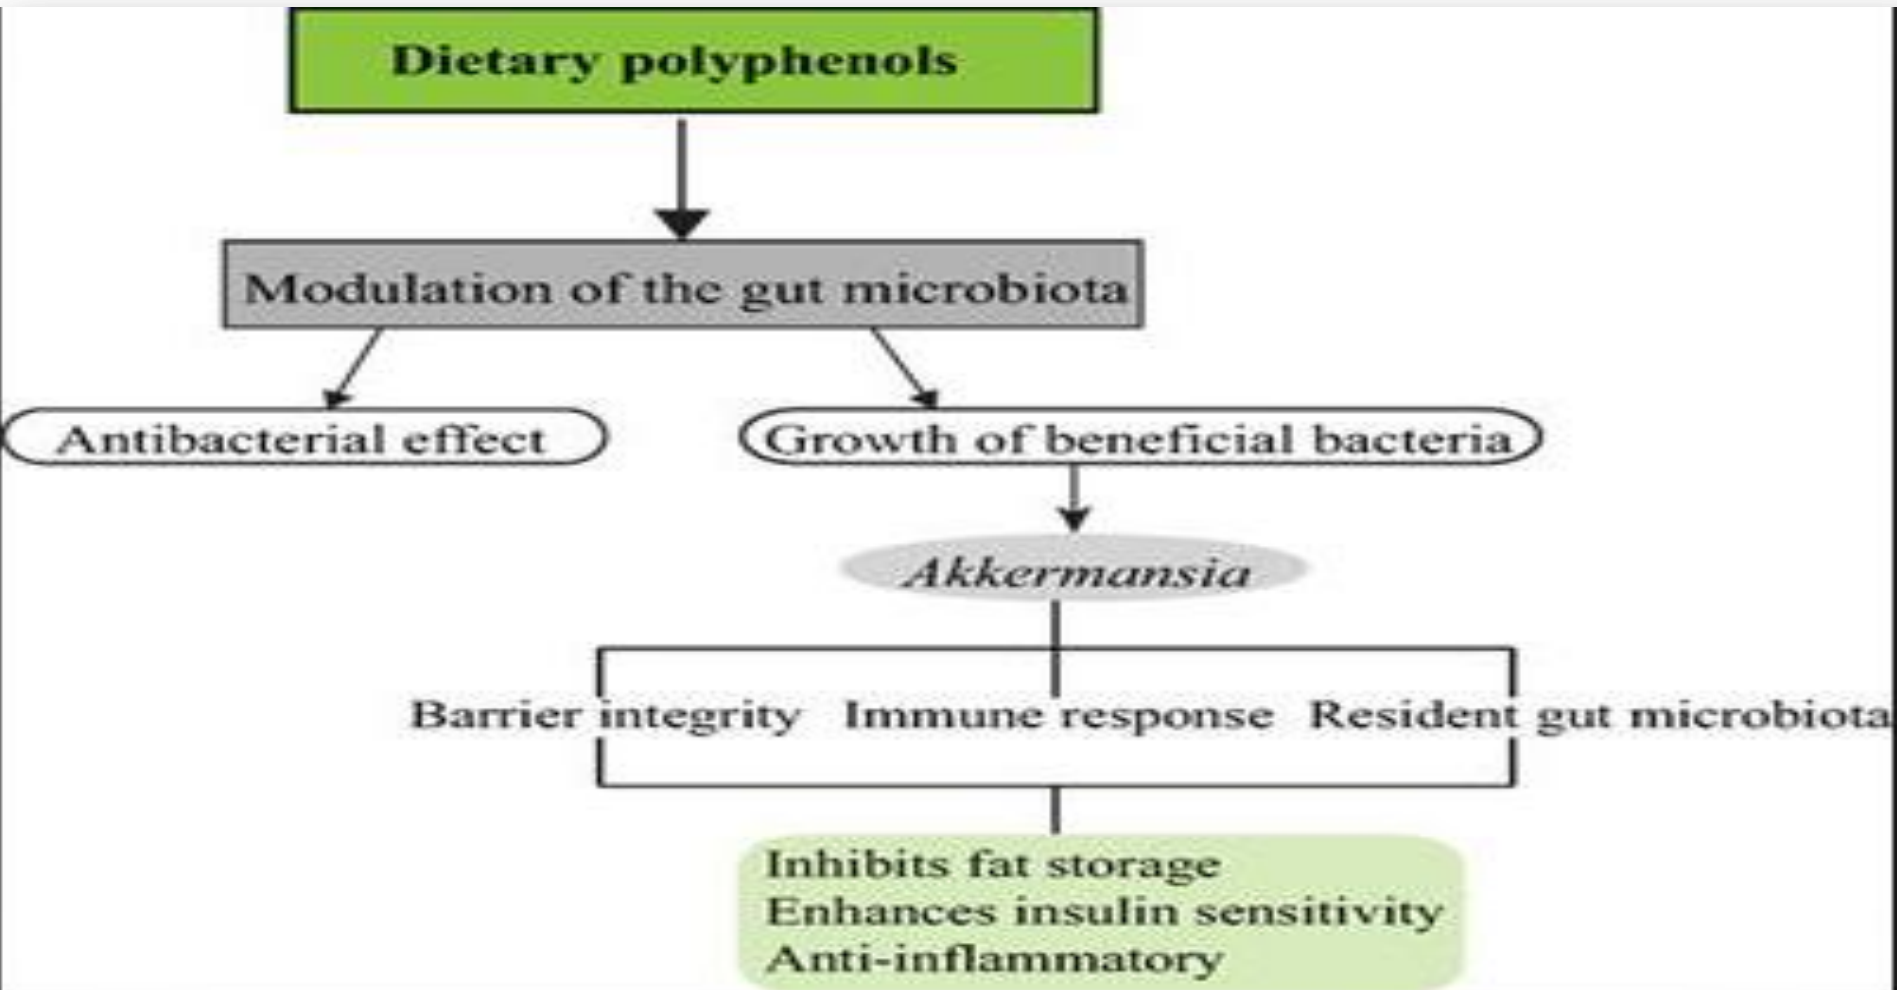 Dietary polyphenols
Modulation of the gut microbiota
Antibacterial effect
Growth of beneficial bacteria
Akkermansia
Barrier integrity
Immune response
Resident gut microbiota
Inhibits fat storage
Enhances insulin sensitivity
Anti-inflammatory